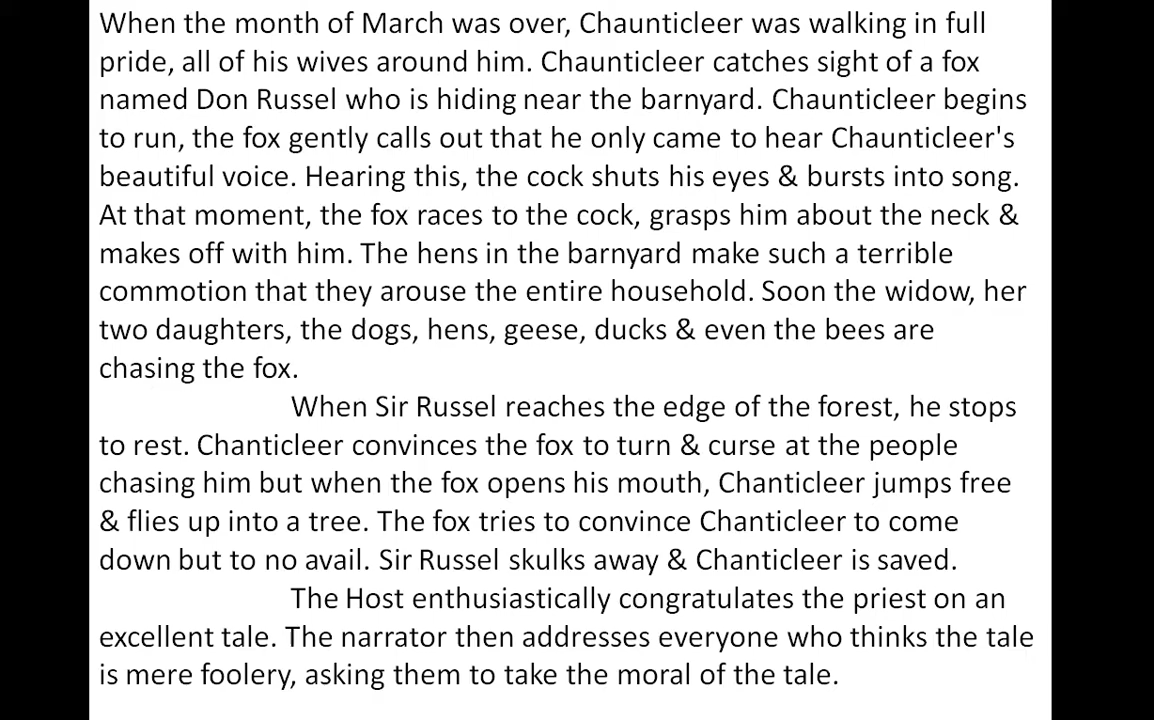 When the month of March was over, Chaunticleer was walking in full
pride, all of his wives around him. Chaunticleer catches sight of a fox
named Don Russel who is hiding near the barnyard. Chaunticleer begins
to run, the fox gently calls out that he only came to hear Chaunticleer's
beautiful voice. Hearing this, the cock shuts his eyes & bursts into song.
At that moment, the fox races to the cock, grasps him about the neck &
makes off with him. The hens in the barnyard make such a terrible
commotion that they arouse the entire household. Soon the widow, her
two daughters, the dogs, hens, geese, ducks & even the bees are
chasing the fox.
When Sir Russel reaches the edge of the forest, he stops
to rest. Chanticleer convinces the fox to turn & curse at the people
chasing him but when the fox opens his mouth, Chanticleer jumps free
& flies up into a tree. The fox tries to convince Chanticleer to come
down but to no avail. Sir Russel skulks away & Chanticleer is saved.
The Host enthusiastically congratulates the priest on an
excellent tale. The narrator then addresses everyone who thinks the tale
is mere foolery, asking them to take the moral of the tale.